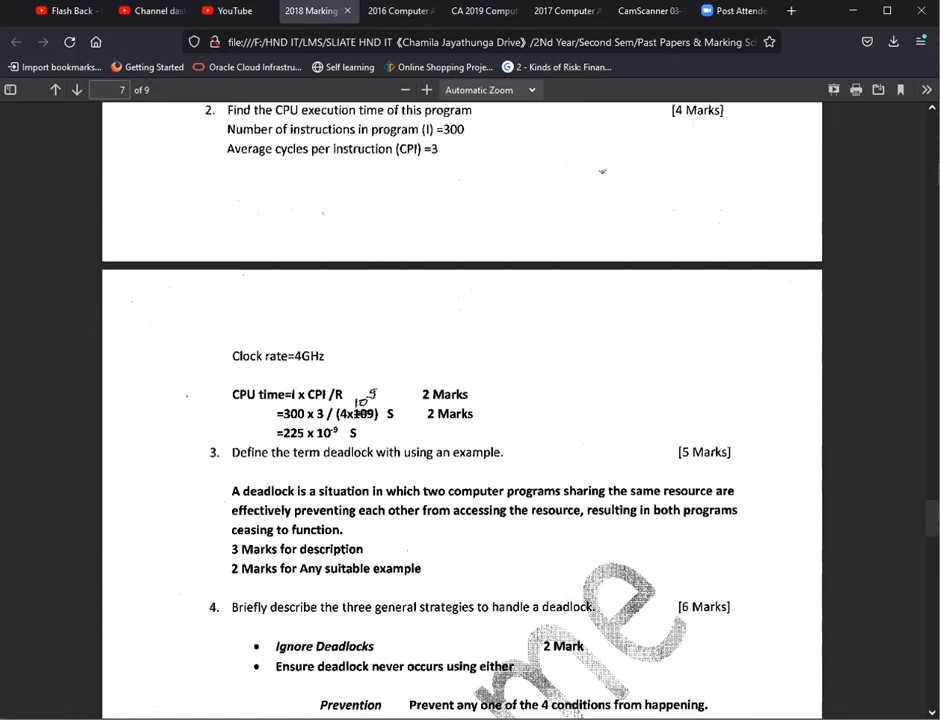 Flash Back -
Channel das
YouTube
2018 Marking
2016 Computer A
CA 2019 Comput
2017 Computer A
CamScanner 03-
Post Attende
file:///F:/HND IT/LMS/SLIATE HND IT《Chamila Jayathunga Drive》/2Nd Year/Second Sem/Past Papers & Marking Sc
Import bookmarks...
Getting Started
Oracle Cloud Infrastru...
Self learning
Online Shopping Proje...
2 - Kinds of Risk: Finan...
7 of 9
Automatic Zoom
2. Find the CPU execution time of this program [4 Marks]
Number of instructions in program (I) =300
Average cycles per instruction (CPI) =3
Clock rate=4GHz
CPU time=I x CPI /R 2 Marks
10⁹
=300 x 3 / (4x109) S 2 Marks
=225 x 10⁻⁹ S
3. Define the term deadlock with using an example. [5 Marks]
A deadlock is a situation in which two computer programs sharing the same resource are
effectively preventing each other from accessing the resource, resulting in both programs
ceasing to function.
3 Marks for description
2 Marks for Any suitable example
4. Briefly describe the three general strategies to handle a deadlock. [6 Marks]
• Ignore Deadlocks 2 Mark
• Ensure deadlock never occurs using either
Prevention Prevent any one of the 4 conditions from happening.
me